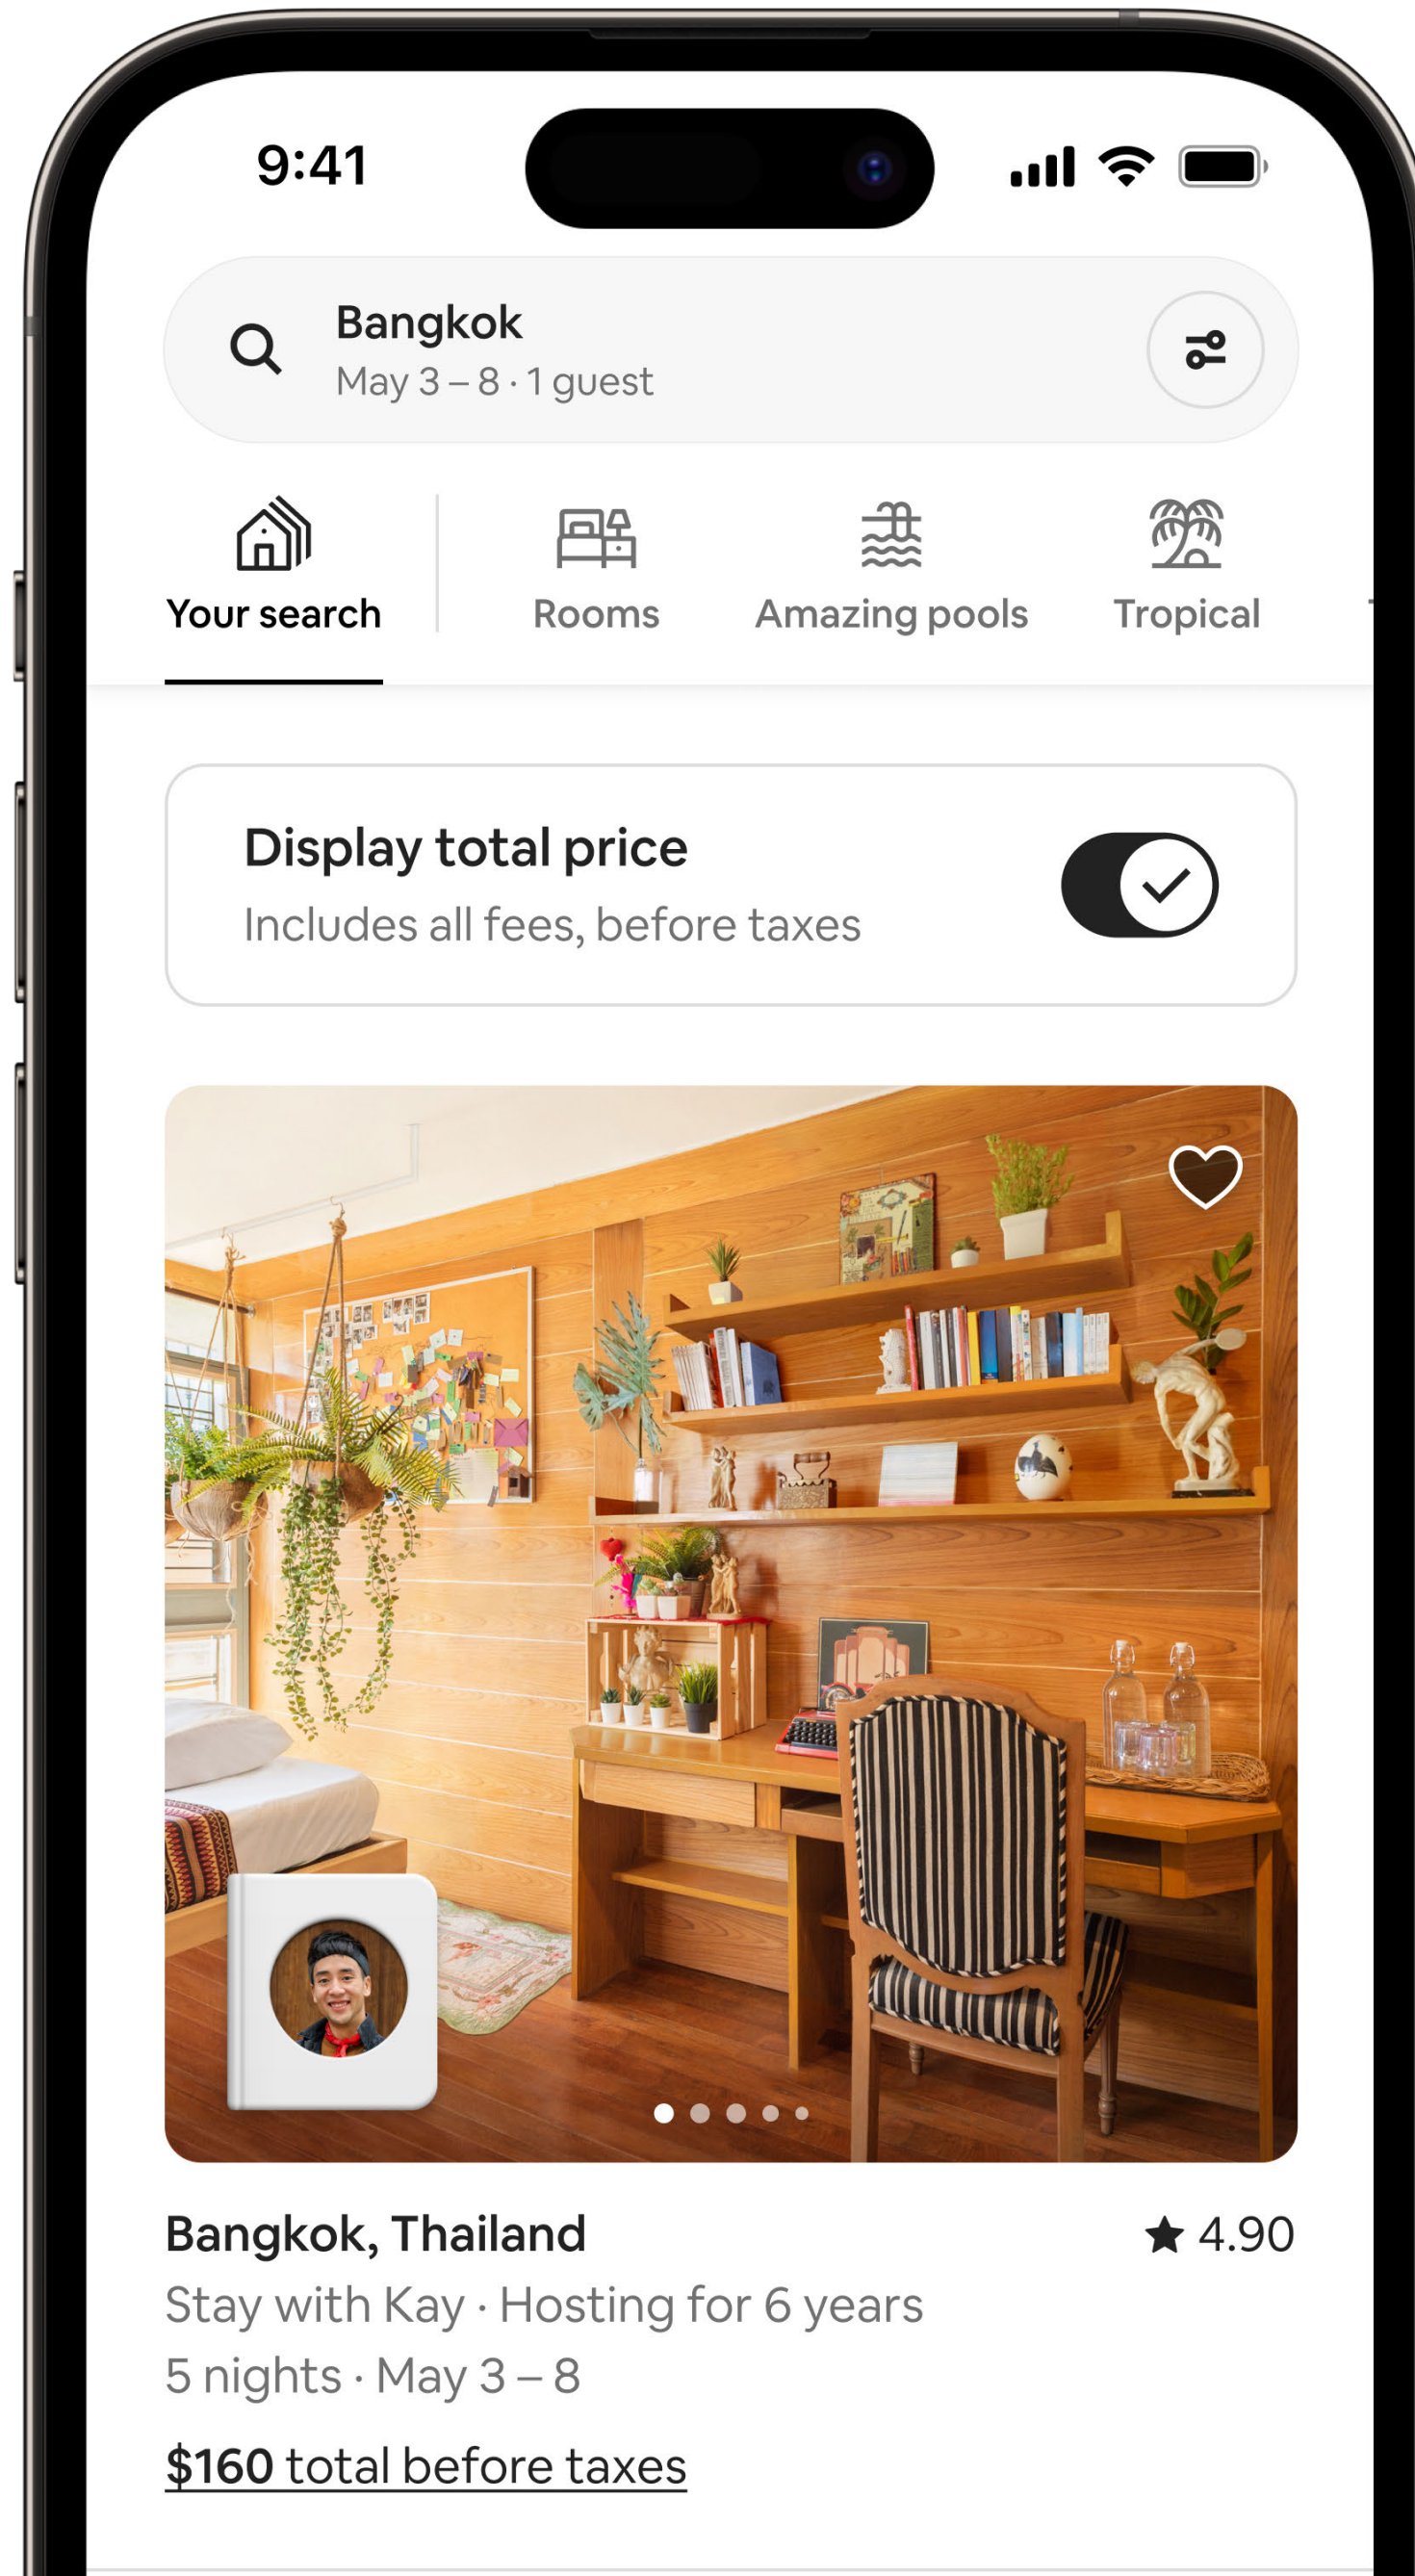 9:41
Bangkok
May 3 – 8 · 1 guest
Your search
Rooms
Amazing pools
Tropical
Display total price
Includes all fees, before taxes
Bangkok, Thailand
★ 4.90
Stay with Kay · Hosting for 6 years
5 nights · May 3 – 8
$160 total before taxes